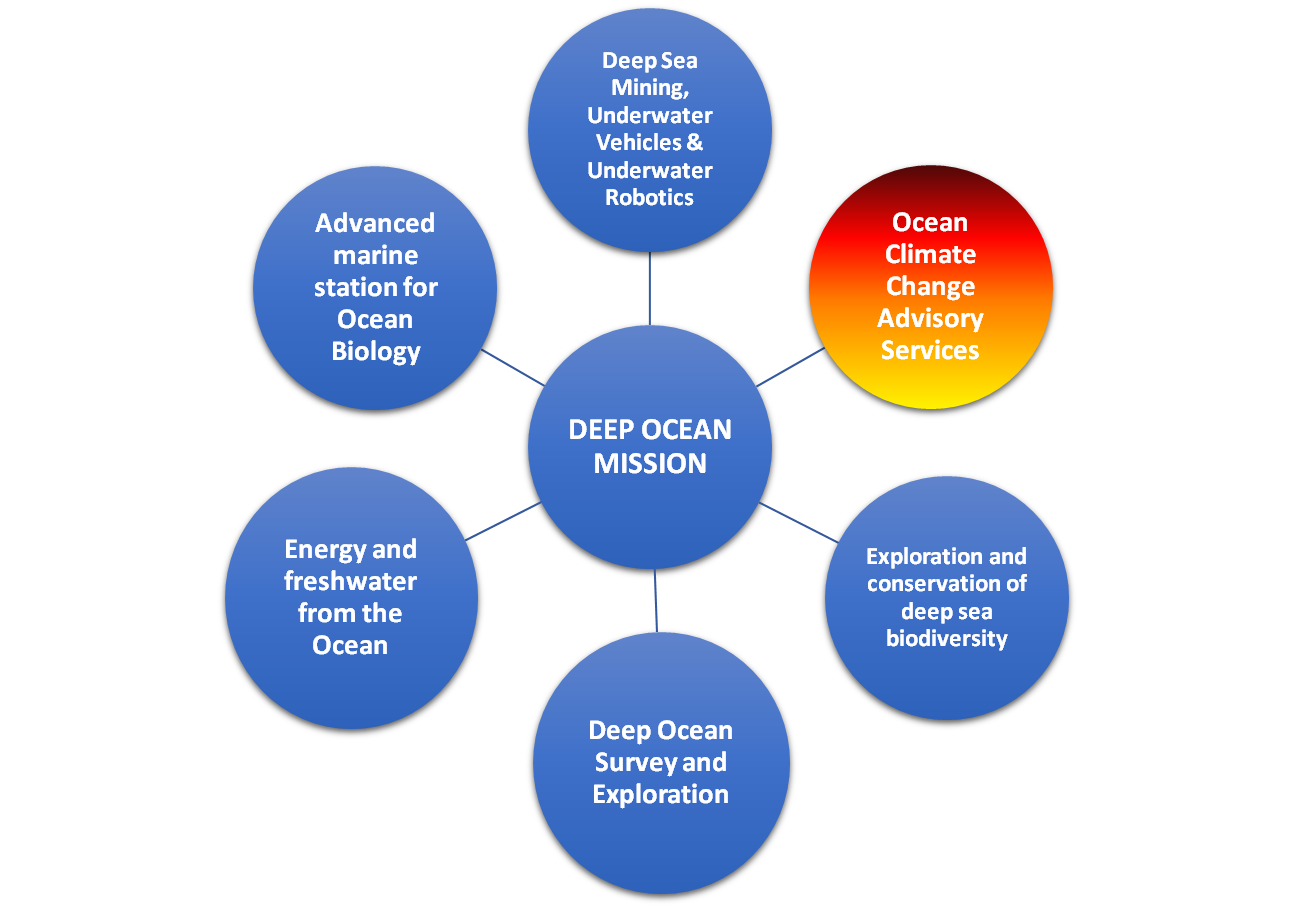 Deep Sea
Mining,
Underwater
Vehicles &
Underwater
Robotics
Ocean
Climate
Change
Advisory
Services
Exploration and
conservation of
deep sea
biodiversity
Deep Ocean
Survey and
Exploration
Energy and
freshwater
from the
Ocean
Advanced
marine
station for
Ocean
Biology
DEEP OCEAN
MISSION